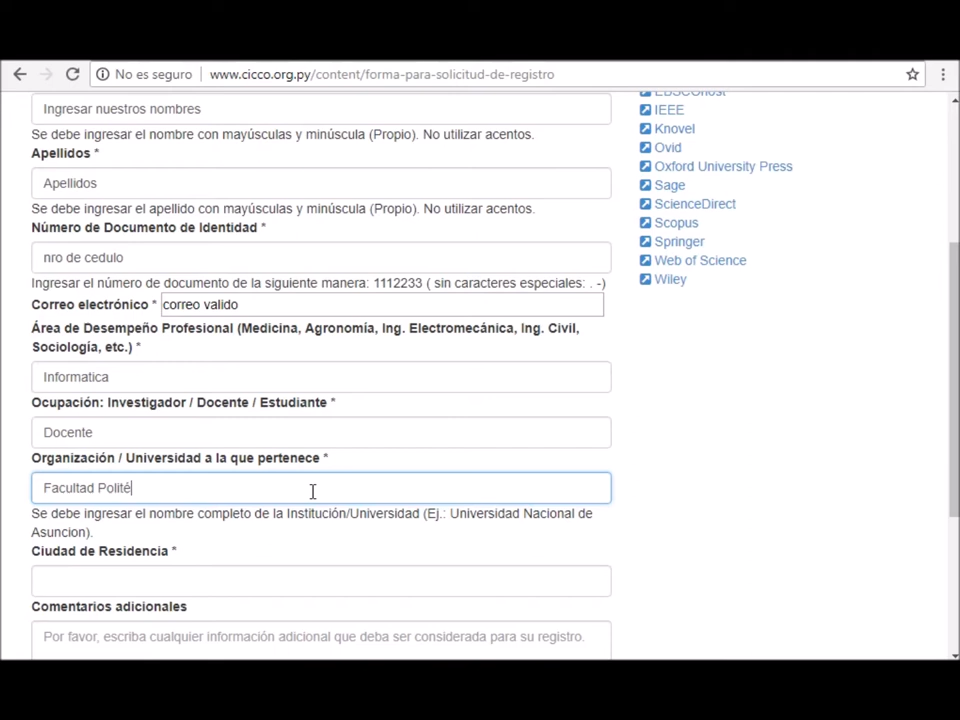 No es seguro www.cicco.org.py/content/forma-para-solicitud-de-registro
Ingresar nuestros nombres
Se debe ingresar el nombre con mayúsculas y minúscula (Propio). No utilizar acentos.
Apellidos *
Apellidos
Se debe ingresar el apellido con mayúsculas y minúscula (Propio). No utilizar acentos.
Número de Documento de Identidad *
nro de cedulo
Ingresar el número de documento de la siguiente manera: 1112233 ( sin caracteres especiales: . -)
Correo electrónico * correo valido
Área de Desempeño Profesional (Medicina, Agronomía, Ing. Electromecánica, Ing. Civil,
Sociología, etc.) *
Informatica
Ocupación: Investigador / Docente / Estudiante *
Docente
Organización / Universidad a la que pertenece *
Facultad Polité
Se debe ingresar el nombre completo de la Institución/Universidad (Ej.: Universidad Nacional de
Asuncion).
Ciudad de Residencia *
Comentarios adicionales
Por favor, escriba cualquier información adicional que deba ser considerada para su registro.
EBSCOhost
IEEE
Knovel
Ovid
Oxford University Press
Sage
ScienceDirect
Scopus
Springer
Web of Science
Wiley